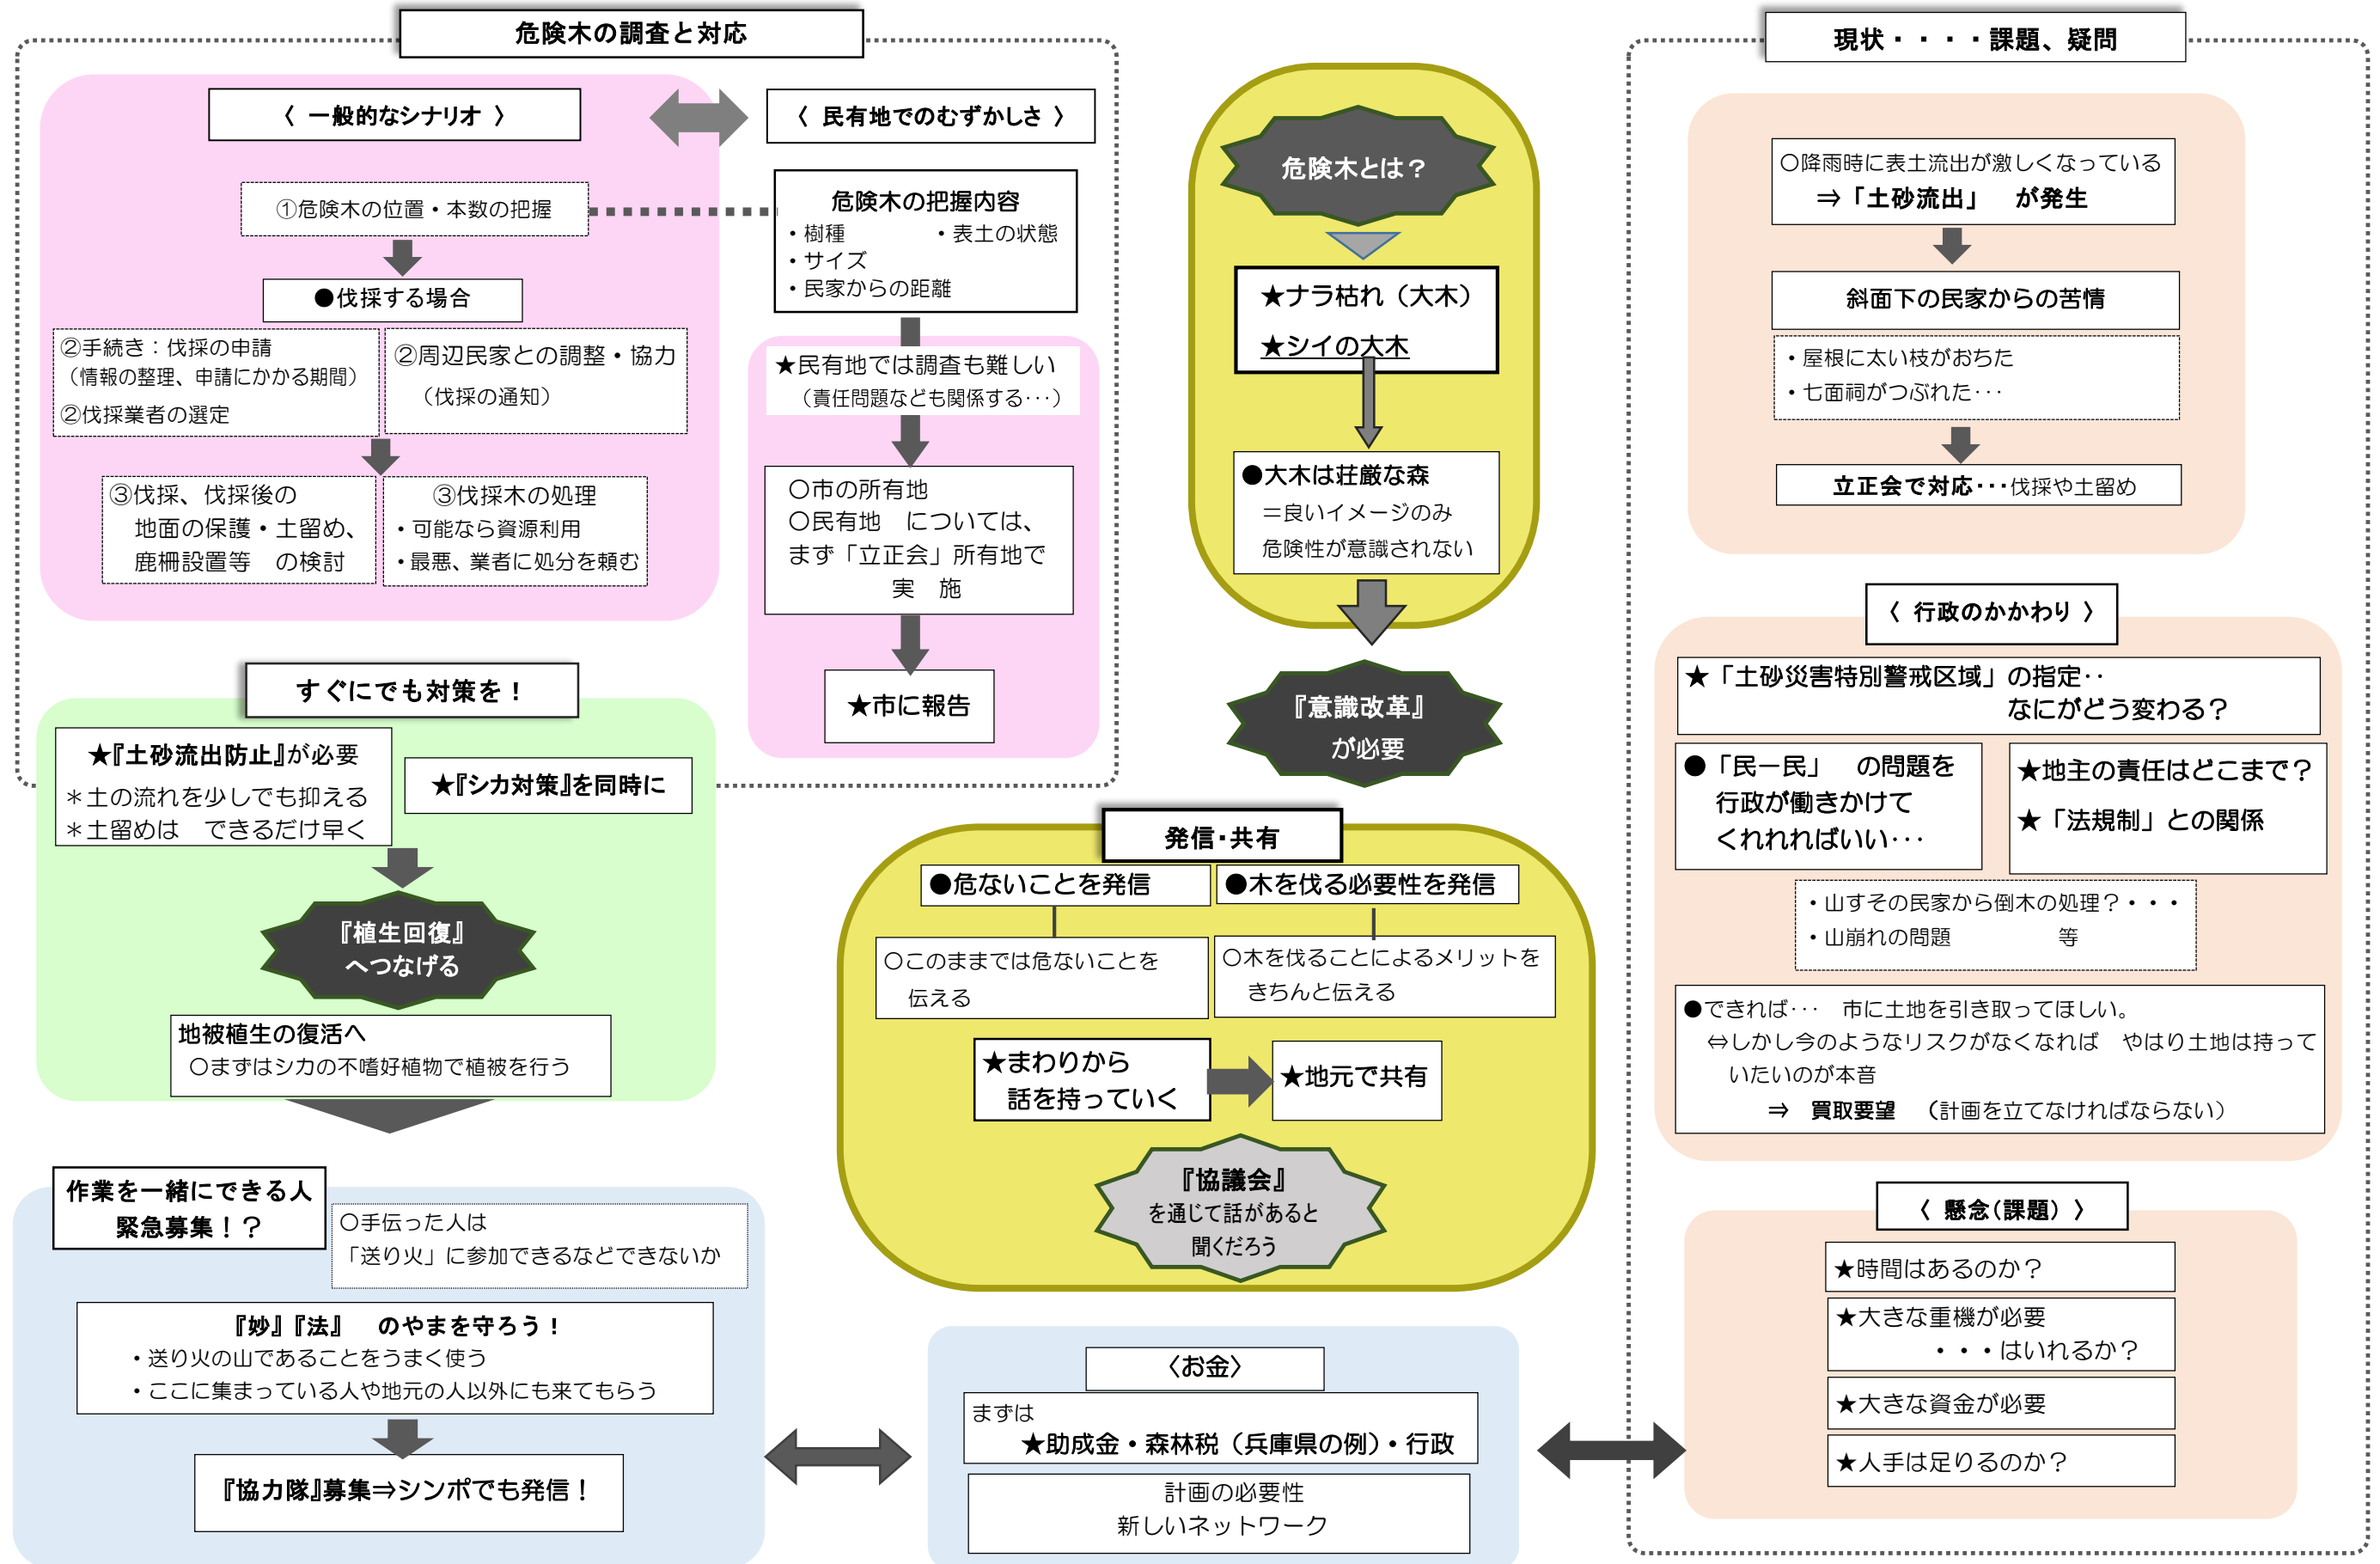 危険木の調査と対応
〈 一般的なシナリオ 〉
〈 民有地でのむずかしさ 〉
①危険木の位置・本数の把握
●伐採する場合
②手続き:伐採の申請
(情報の整理、申請にかかる期間)
②伐採業者の選定
②周辺民家との調整・協力
(伐採の通知)
③伐採、伐採後の
地面の保護・土留め、
鹿柵設置等 の検討
③伐採木の処理
・可能なら資源利用
・最悪、業者に処分を頼む
危険木の把握内容
・樹種 ・表土の状態
・サイズ
・民家からの距離
★民有地では調査も難しい
(責任問題なども関係する･･･)
〇市の所有地
〇民有地 については、
まず「立正会」所有地で
実 施
★市に報告
すぐにでも対策を!
★『土砂流出防止』が必要
＊土の流れを少しでも抑える
＊土留めは できるだけ早く
★『シカ対策』を同時に
『植生回復』
へつなげる
地被植生の復活へ
〇まずはシカの不嗜好植物で植被を行う
作業を一緒にできる人
緊急募集!?
〇手伝った人は
「送り火」に参加できるなどできないか
『妙』『法』 のやまを守ろう!
・送り火の山であることをうまく使う
・ここに集まっている人や地元の人以外にも来てもらう
『協力隊』募集⇒シンポでも発信!
危険木とは?
★ナラ枯れ(大木)
★シイの大木
●大木は荘厳な森
＝良いイメージのみ
危険性が意識されない
『意識改革』
が必要
発信・共有
●危ないことを発信
●木を伐る必要性を発信
〇このままでは危ないことを
伝える
〇木を伐ることによるメリットを
きちんと伝える
★まわりから
話を持っていく
★地元で共有
『協議会』
を通じて話があると
聞くだろう
〈お金〉
まずは
★助成金・森林税(兵庫県の例)・行政
計画の必要性
新しいネットワーク
現状・・・・課題、疑問
〇降雨時に表土流出が激しくなっている
⇒「土砂流出」 が発生
斜面下の民家からの苦情
・屋根に太い枝がおちた
・七面祠がつぶれた･･･
立正会で対応･･･伐採や土留め
〈 行政のかかわり 〉
★「土砂災害特別警戒区域」の指定･･
なにがどう変わる?
●「民ー民」 の問題を
行政が働きかけて
くれれればいい･･･
★地主の責任はどこまで?
★「法規制」との関係
・山すその民家から倒木の処理?・・・
・山崩れの問題 等
●できれば･･･ 市に土地を引き取ってほしい。
⇔しかし今のようなリスクがなくなれば やはり土地は持って
いたいのが本音
⇒ 買取要望 (計画を立てなければならない)
〈 懸念(課題) 〉
★時間はあるのか?
★大きな重機が必要
・・・はいれるか?
★大きな資金が必要
★人手は足りるのか?